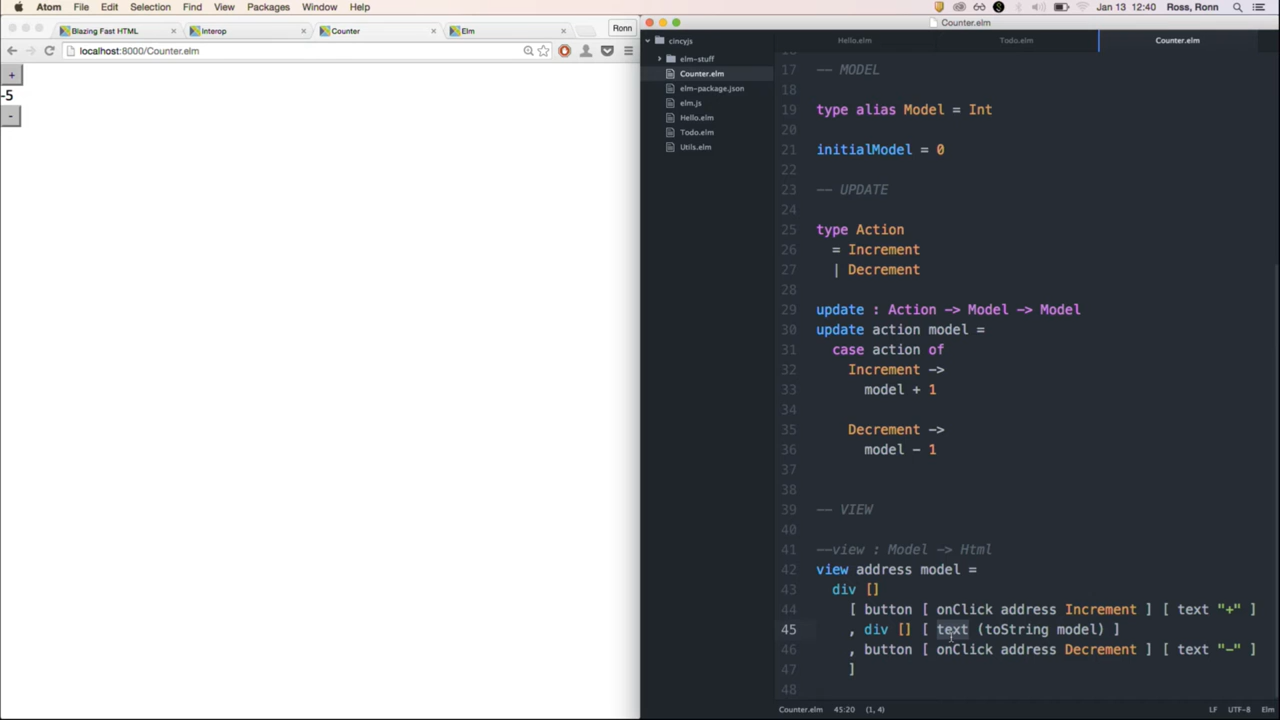 Atom File Edit Selection Find View Packages Window Help
Jan 13 12:40 Ross, Ronn
Blazing Fast HTML
Interop
Counter
Elm
Ronn
localhost:8000/Counter.elm
+
-5
-
Counter.elm
cincyjs
elm-stuff
Counter.elm
elm-package.json
elm.js
Hello.elm
Todo.elm
Utils.elm
Hello.elm Todo.elm Counter.elm
16
17 -- MODEL
18
19 type alias Model = Int
20
21 initialModel = 0
22
23 -- UPDATE
24
25 type Action
26 = Increment
27 | Decrement
28
29 update : Action -> Model -> Model
30 update action model =
31 case action of
32 Increment ->
33 model + 1
34
35 Decrement ->
36 model - 1
37
38
39 -- VIEW
40
41 --view : Model -> Html
42 view address model =
43 div []
44 [ button [ onClick address Increment ] [ text "+" ]
45 , div [] [ text (toString model) ]
46 , button [ onClick address Decrement ] [ text "-" ]
47 ]
48
Counter.elm 45:20 (1, 4) LF UTF-8 Elm